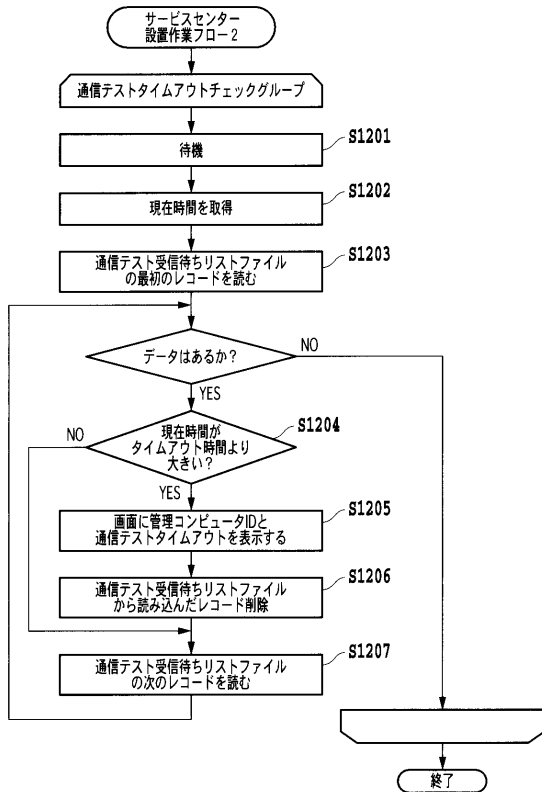 サービスセンター
設置作業フロー2
通信テストタイムアウトチェックグループ
待機
S1201
現在時間を取得
S1202
通信テスト受信待ちリストファイル
の最初のレコードを読む
S1203
データはあるか?
NO
YES
現在時間が
タイムアウト時間より
大きい?
S1204
NO
YES
画面に管理コンピュータIDと
通信テストタイムアウトを表示する
S1205
通信テスト受信待ちリストファイル
から読み込んだレコード削除
S1206
通信テスト受信待ちリストファイル
の次のレコードを読む
S1207
終了